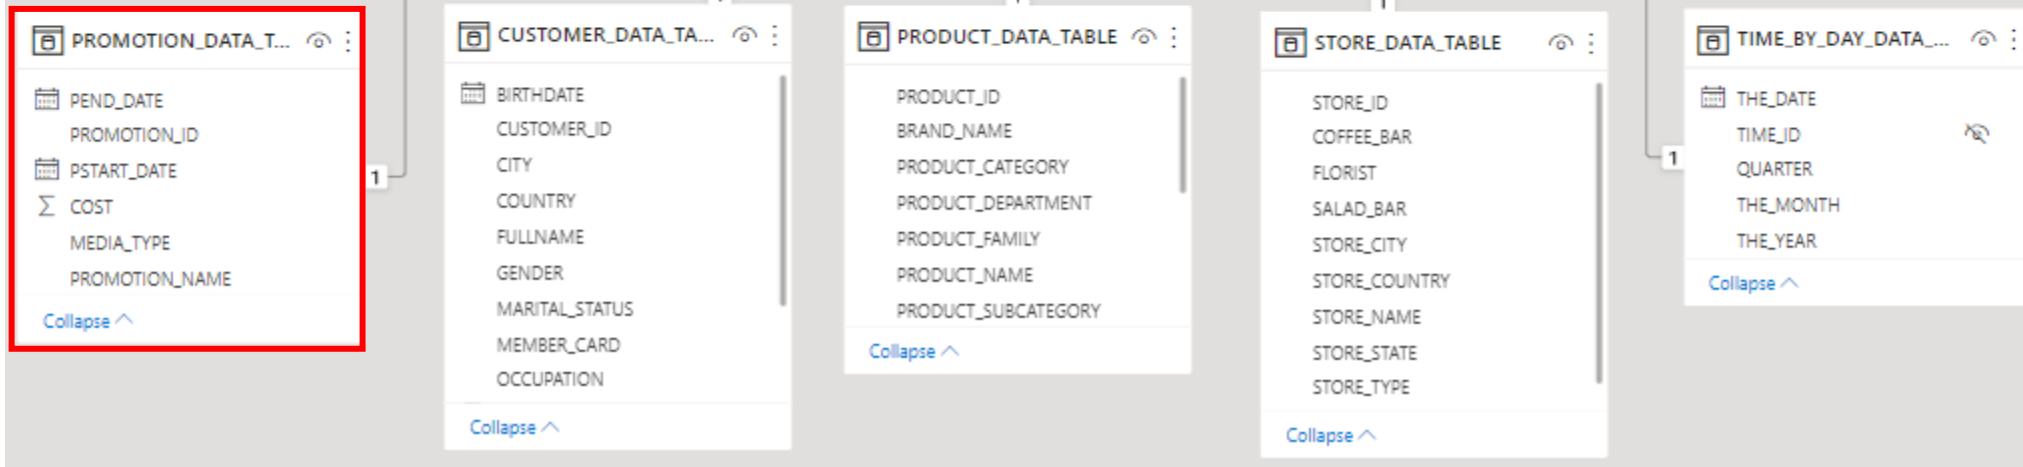 PROMOTION_DATA_T...
PEND_DATE
PROMOTION_ID
PSTART_DATE
COST
MEDIA_TYPE
PROMOTION_NAME
Collapse
1
CUSTOMER_DATA_TA...
BIRTHDATE
CUSTOMER_ID
CITY
COUNTRY
FULLNAME
GENDER
MARITAL_STATUS
MEMBER_CARD
OCCUPATION
Collapse
PRODUCT_DATA_TABLE
PRODUCT_ID
BRAND_NAME
PRODUCT_CATEGORY
PRODUCT_DEPARTMENT
PRODUCT_FAMILY
PRODUCT_NAME
PRODUCT_SUBCATEGORY
Collapse
STORE_DATA_TABLE
STORE_ID
COFFEE_BAR
FLORIST
SALAD_BAR
STORE_CITY
STORE_COUNTRY
STORE_NAME
STORE_STATE
STORE_TYPE
Collapse
1
TIME_BY_DAY_DATA_...
THE_DATE
TIME_ID
QUARTER
THE_MONTH
THE_YEAR
Collapse